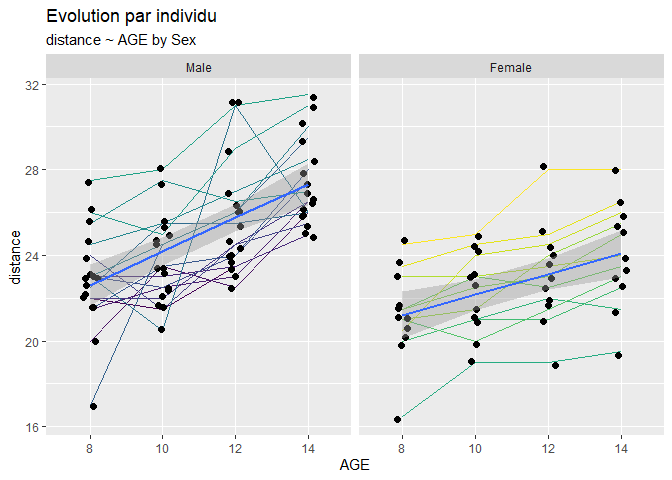 Evolution par individu
distance ~ AGE by Sex
Male
Female
32
28
24
20
16
distance
8
10
12
14
8
10
12
14
AGE